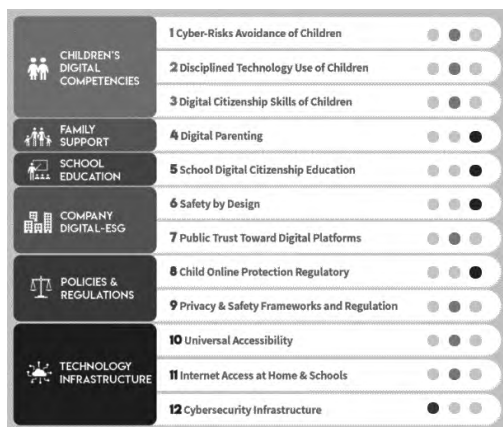 CHILDREN'S
DIGITAL
COMPETENCIES
1 Cyber-Risks Avoidance of Children
2 Disciplined Technology Use of Children
3 Digital Citizenship Skills of Children
FAMILY
SUPPORT
4 Digital Parenting
SCHOOL
EDUCATION
5 School Digital Citizenship Education
COMPANY
DIGITAL-ESG
6 Safety by Design
7 Public Trust Toward Digital Platforms
POLICIES &
REGULATIONS
8 Child Online Protection Regulatory
9 Privacy & Safety Frameworks and Regulation
TECHNOLOGY
INFRASTRUCTURE
10 Universal Accessibility
11 Internet Access at Home & Schools
12 Cybersecurity Infrastructure